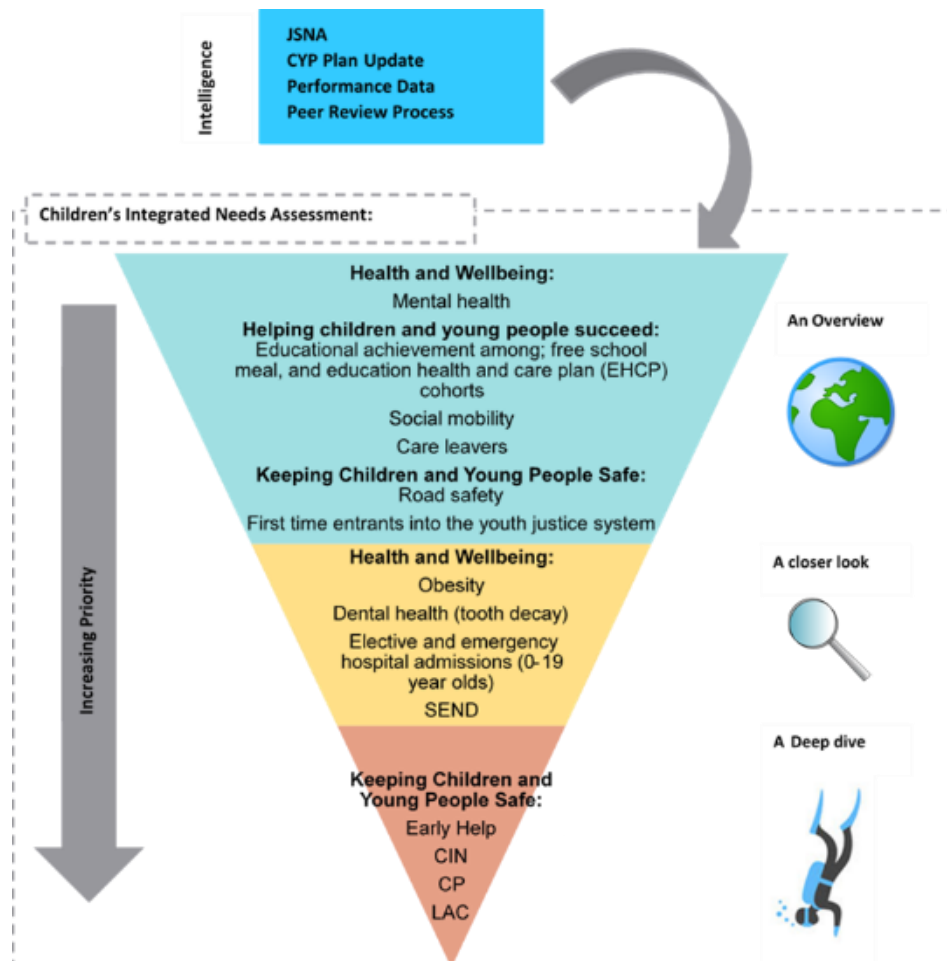 Intelligence
JSNA
CYP Plan Update
Performance Data
Peer Review Process
Children's Integrated Needs Assessment:
Increasing Priority
Health and Wellbeing:
Mental health
Helping children and young people succeed:
Educational achievement among; free school
meal, and education health and care plan (EHCP)
cohorts
Social mobility
Care leavers
Keeping Children and Young People Safe:
Road safety
First time entrants into the youth justice system
An Overview
Health and Wellbeing:
Obesity
Dental health (tooth decay)
Elective and emergency
hospital admissions (0-19
year olds)
SEND
A closer look
Keeping Children and
Young People Safe:
Early Help
CIN
CP
LAC
A Deep dive